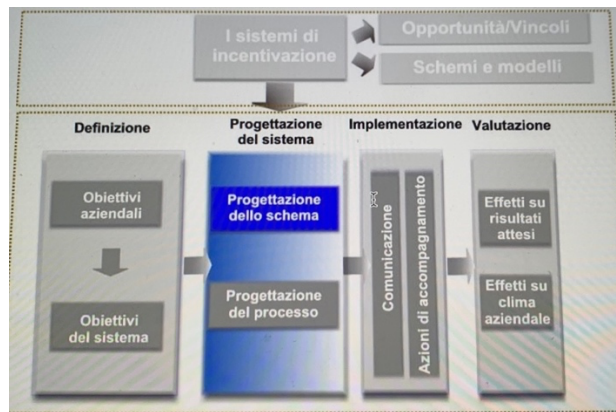 I sistemi di
incentivazione
Opportunità/Vincoli
Schemi e modelli
Definizione
Progettazione
del sistema
Implementazione
Valutazione
Obiettivi
aziendali
Obiettivi
del sistema
Progettazione
dello schema
Progettazione
del processo
Comunicazione
Azioni di accompagnamento
Effetti su
risultati
attesi
Effetti su
clima
aziendale